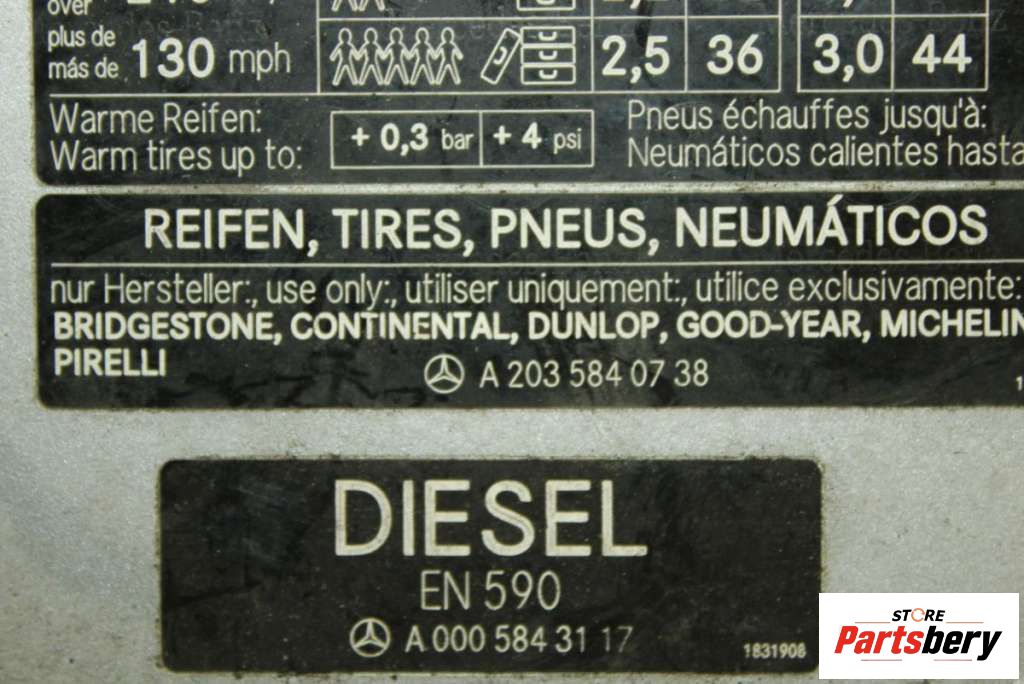 over
plus de
más de 130 mph 2,5 36 3,0 44
Warme Reifen: + 0,3 bar + 4 psi Pneus échauffes jusqu'à:
Warm tires up to: Neumáticos calientes hasta
REIFEN, TIRES, PNEUS, NEUMÁTICOS
nur Hersteller:, use only:, utiliser uniquement:, utilice exclusivamente:
BRIDGESTONE, CONTINENTAL, DUNLOP, GOOD-YEAR, MICHELIN
PIRELLI
A 203 584 07 38
DIESEL
EN 590
A 000 584 31 17
1831908
STORE
Partsbery